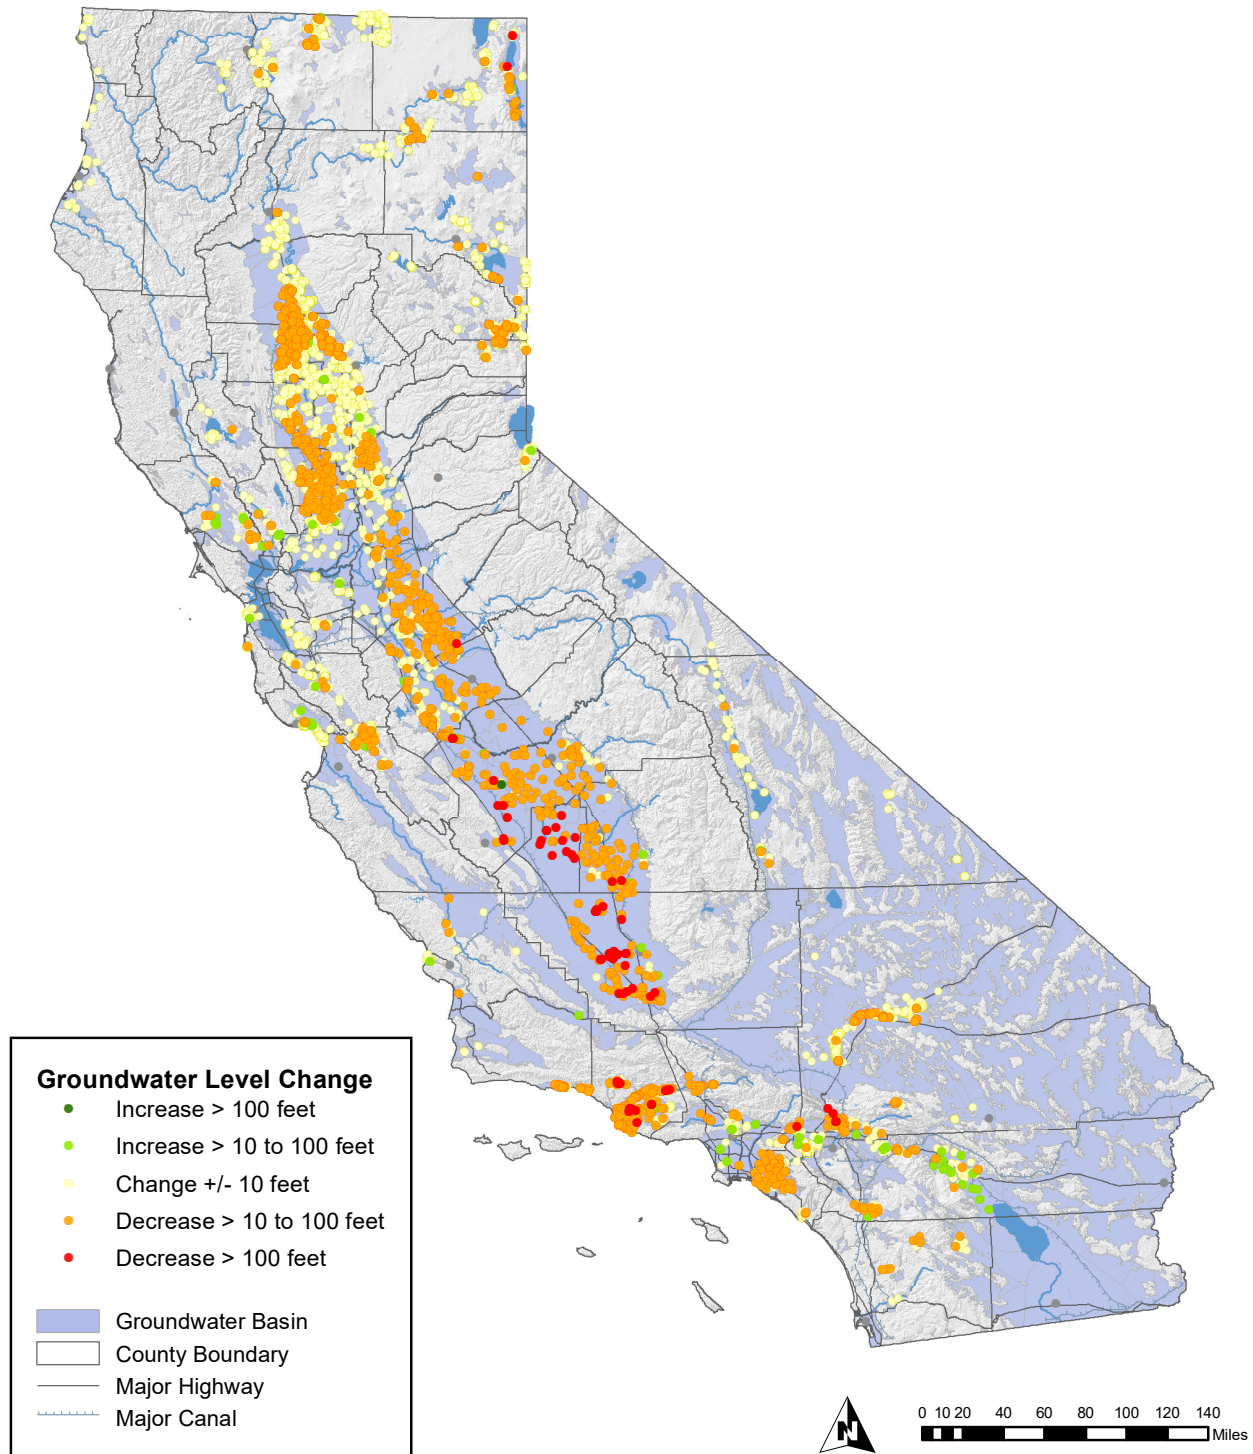 Groundwater Level Change
Increase > 100 feet
Increase > 10 to 100 feet
Change +/- 10 feet
Decrease > 10 to 100 feet
Decrease > 100 feet
Groundwater Basin
County Boundary
Major Highway
Major Canal
N
0 10 20 40 60 80 100 120 140
Miles